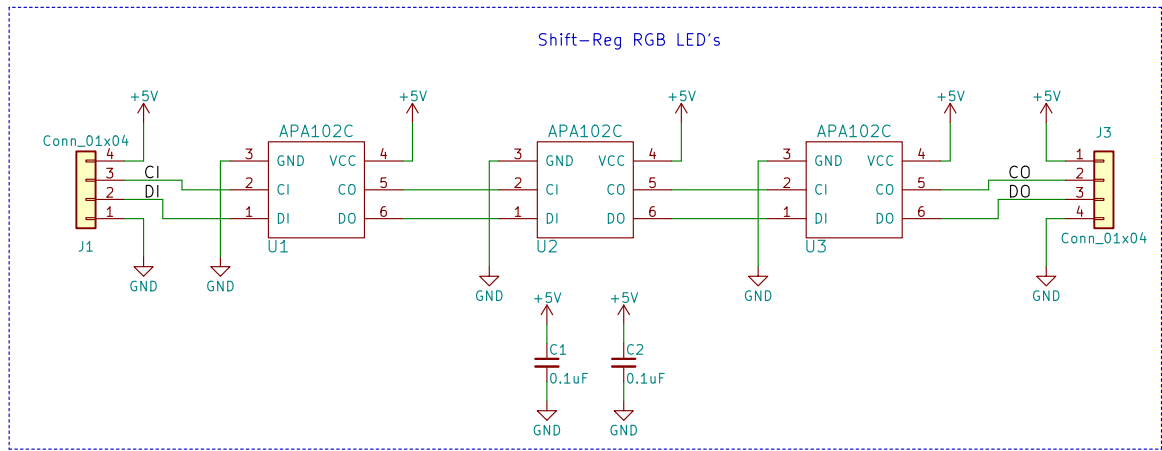 Shift-Reg RGB LED's
+5V +5V +5V +5V +5V
Conn_01x04 APA102C APA102C APA102C J3
4 3 GND VCC 4 3 GND VCC 4 3 GND VCC 4 1
3 CI 2 CI CO 5 2 CI CO 5 2 CI CO 5 CO 2
2 DI 1 DI DO 6 1 DI DO 6 1 DI DO 6 DO 3
1 4
J1 U1 U2 U3 Conn_01x04
GND GND GND GND GND
+5V +5V
C1 C2
0.1uF 0.1uF
GND GND